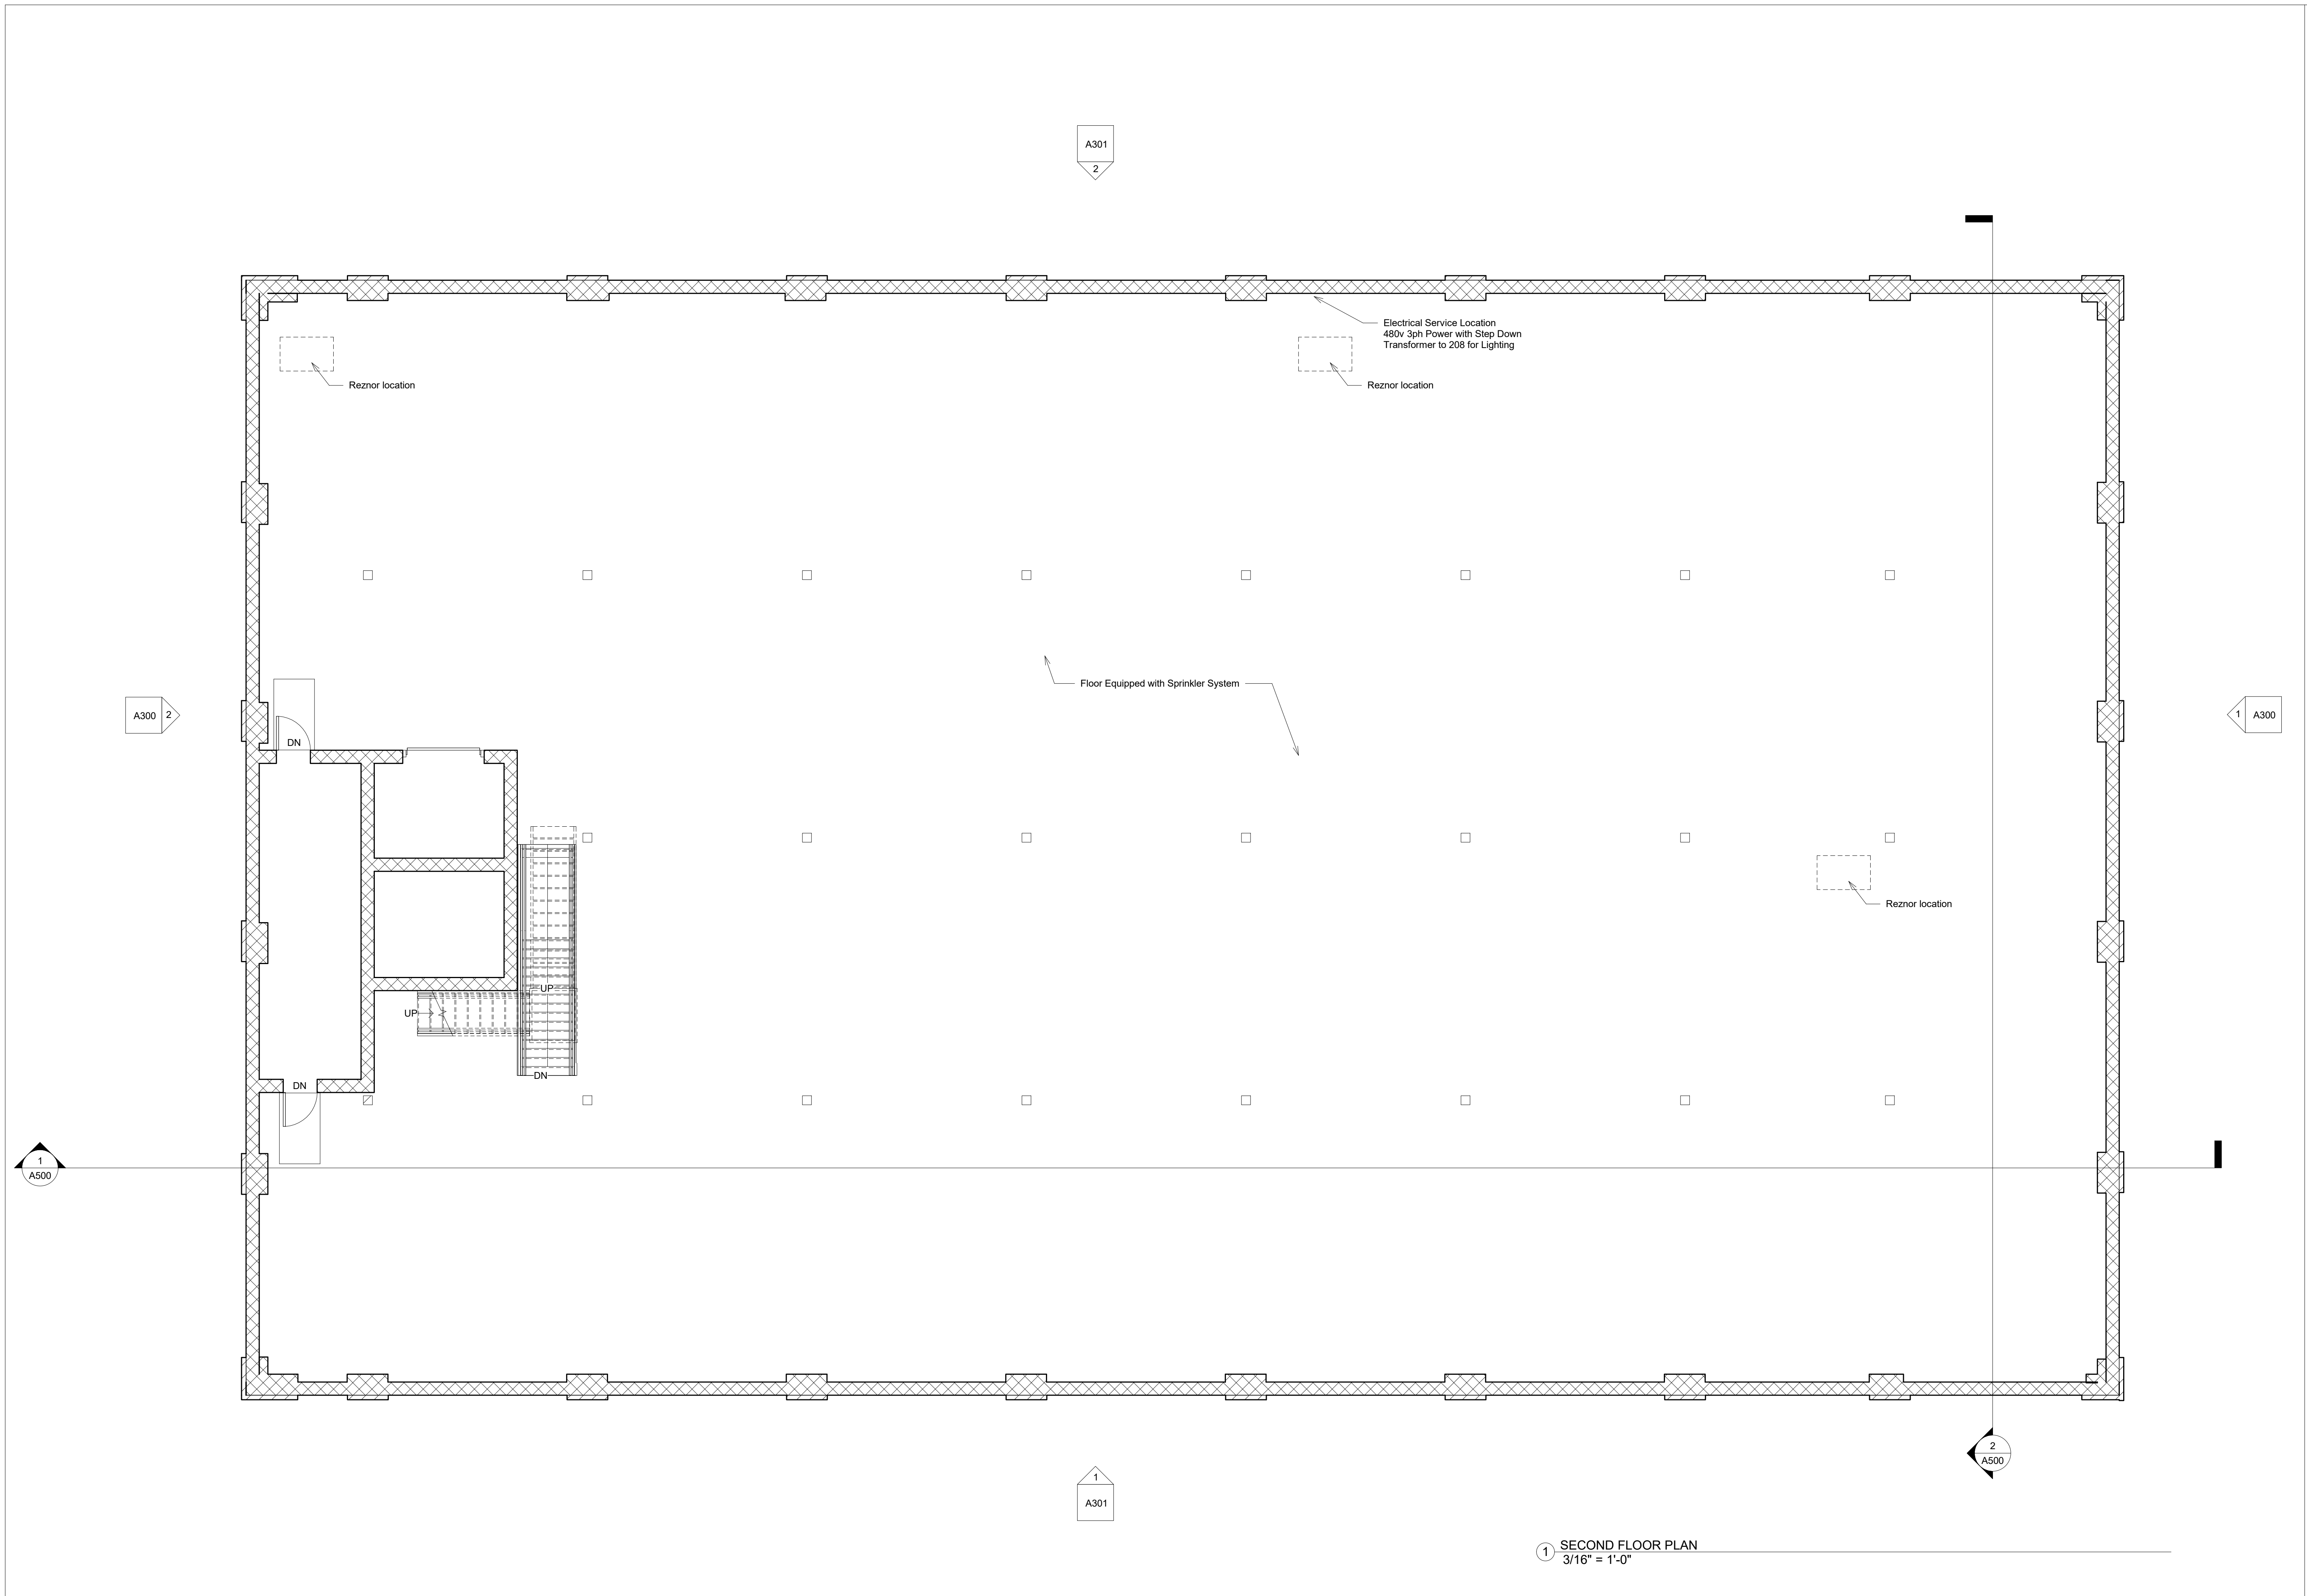 A301
2
Electrical Service Location
480v 3ph Power with Step Down
Transformer to 208 for Lighting
Reznor location
Reznor location
Floor Equipped with Sprinkler System
A300
2
1
A300
DN
Reznor location
UP
UP
DN
DN
1
A500
2
A500
1
A301
1
SECOND FLOOR PLAN
3/16" = 1'-0"